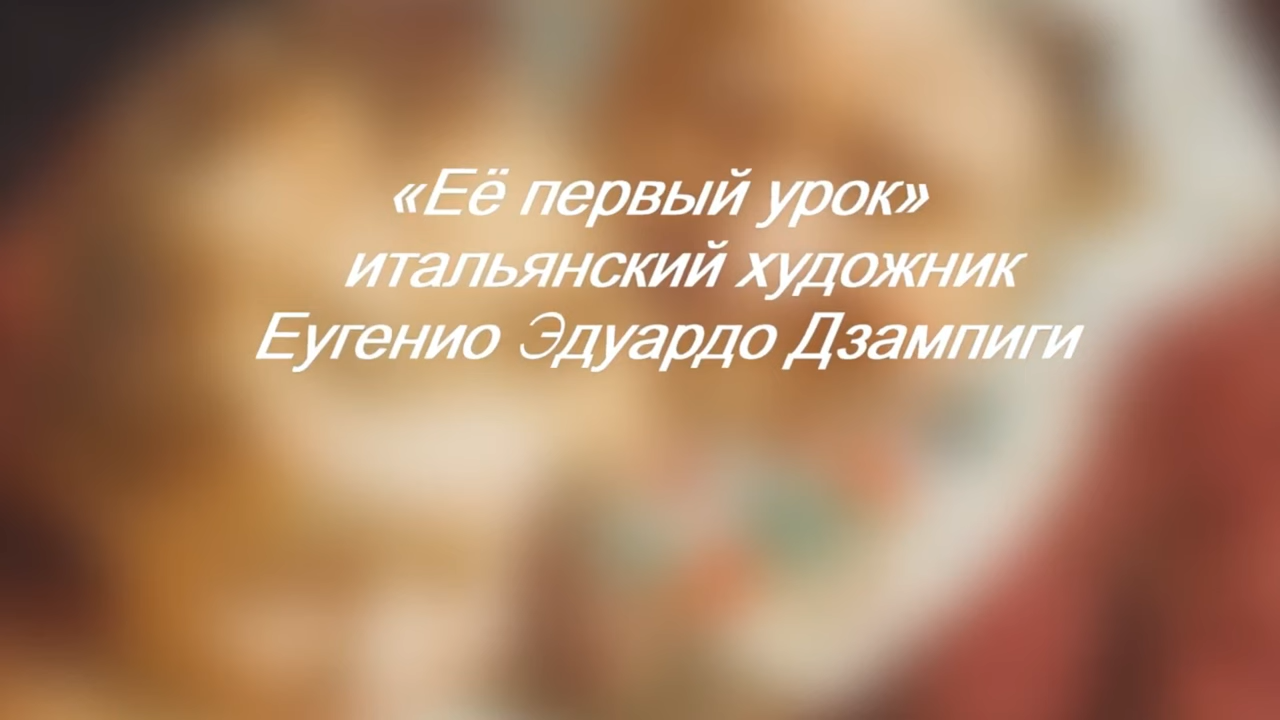 «Её первый урок»
итальянский художник
Еугенио Эдуардо Дзампиги